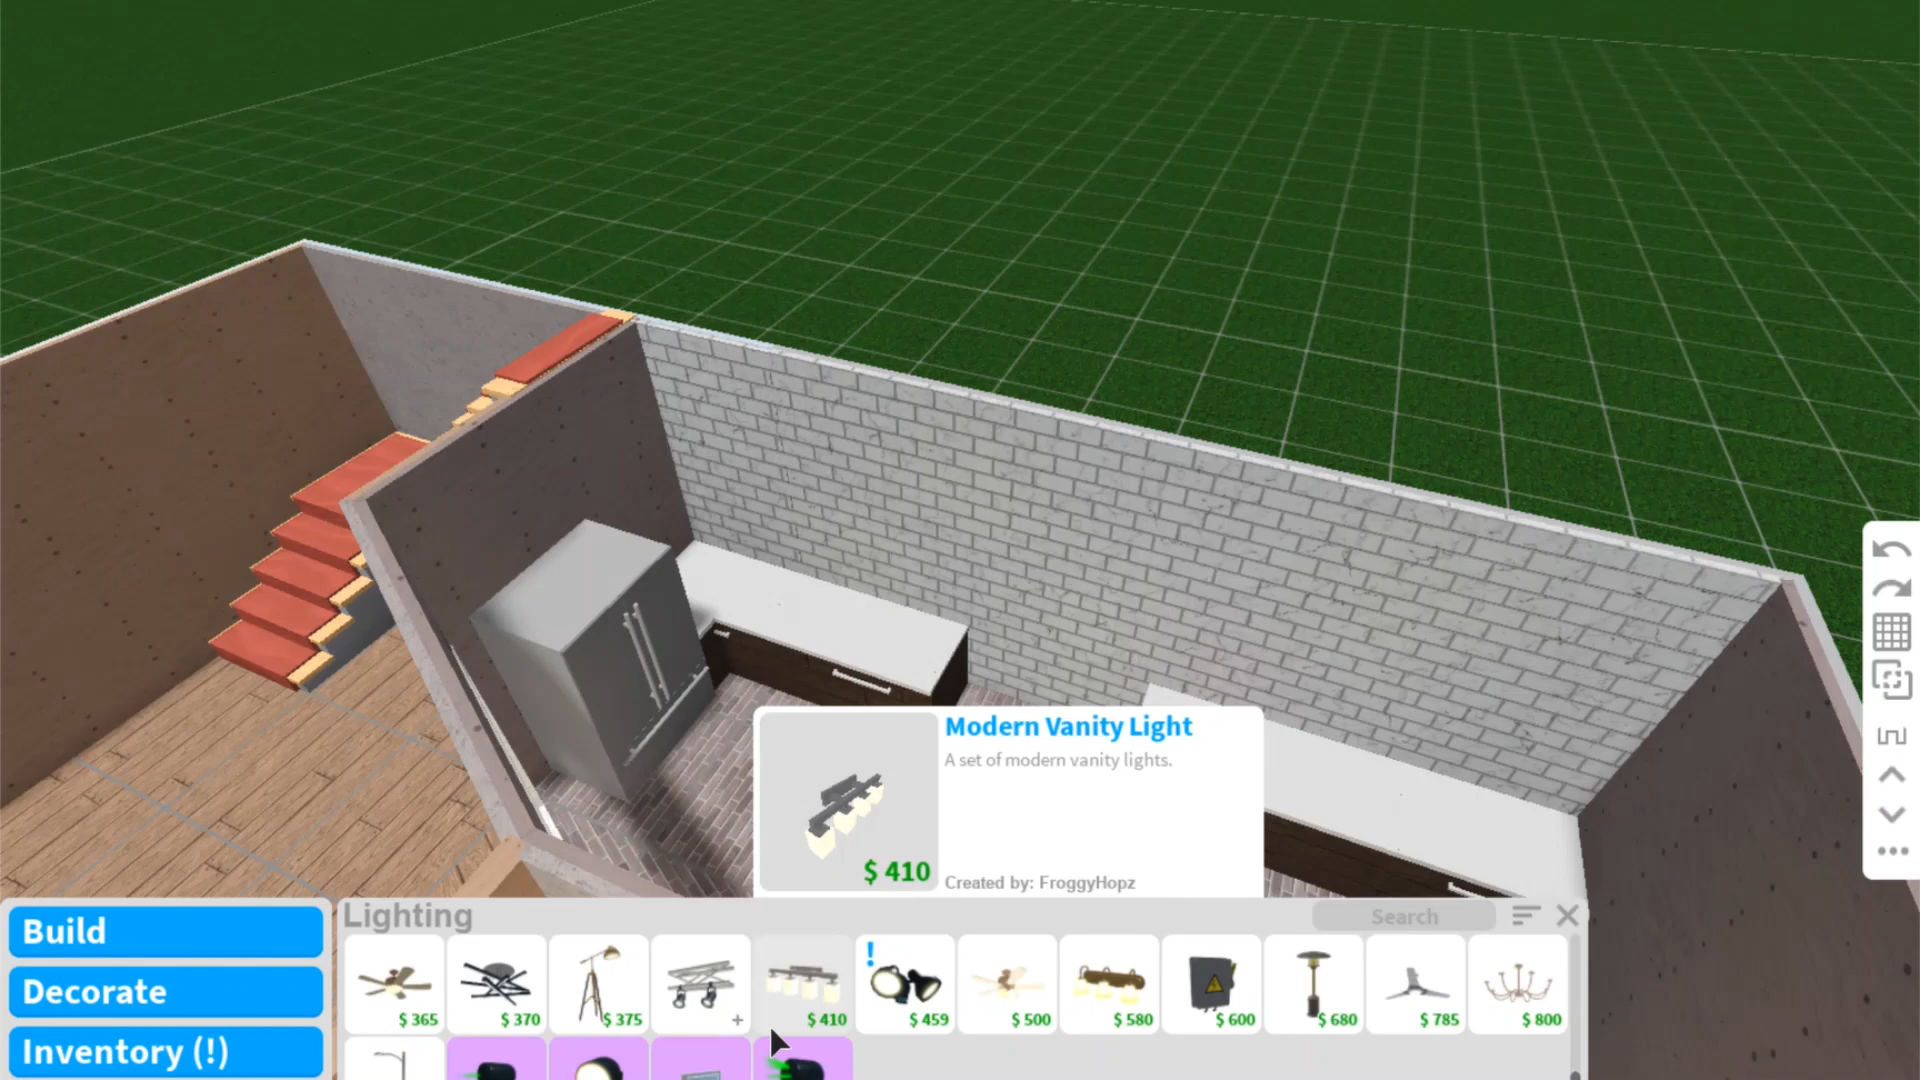 Modern Vanity Light
A set of modern vanity lights.
$ 410
Created by: FroggyHopz
Build
Decorate
Inventory (!)
Lighting
Search
$ 365
$ 370
$ 375
+
$ 410
!
$ 459
$ 500
$ 580
$ 600
$ 680
$ 785
$ 800